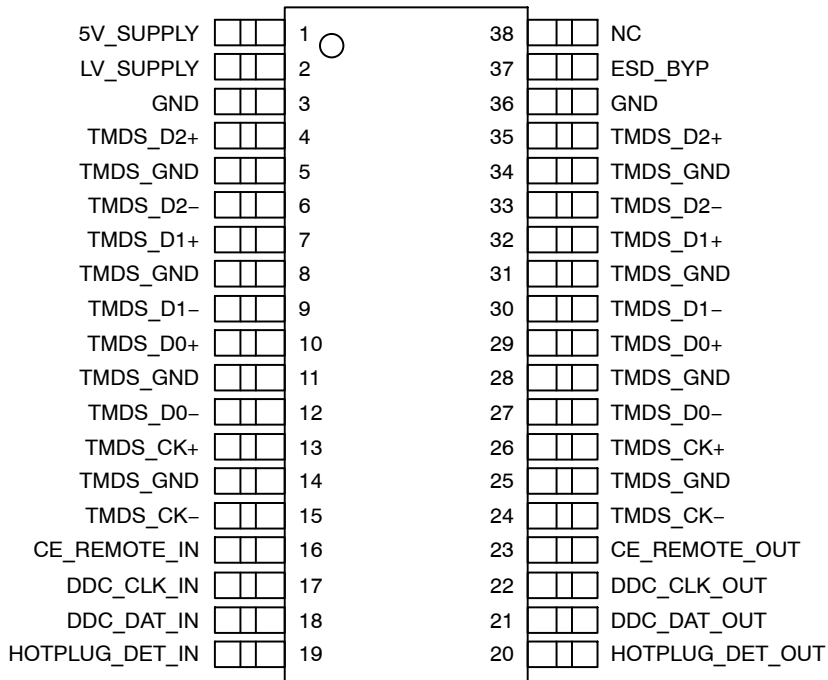 5V_SUPPLY 1 38 NC
LV_SUPPLY 2 37 ESD_BYP
GND 3 36 GND
TMDS_D2+ 4 35 TMDS_D2+
TMDS_GND 5 34 TMDS_GND
TMDS_D2− 6 33 TMDS_D2−
TMDS_D1+ 7 32 TMDS_D1+
TMDS_GND 8 31 TMDS_GND
TMDS_D1− 9 30 TMDS_D1−
TMDS_D0+ 10 29 TMDS_D0+
TMDS_GND 11 28 TMDS_GND
TMDS_D0− 12 27 TMDS_D0−
TMDS_CK+ 13 26 TMDS_CK+
TMDS_GND 14 25 TMDS_GND
TMDS_CK− 15 24 TMDS_CK−
CE_REMOTE_IN 16 23 CE_REMOTE_OUT
DDC_CLK_IN 17 22 DDC_CLK_OUT
DDC_DAT_IN 18 21 DDC_DAT_OUT
HOTPLUG_DET_IN 19 20 HOTPLUG_DET_OUT